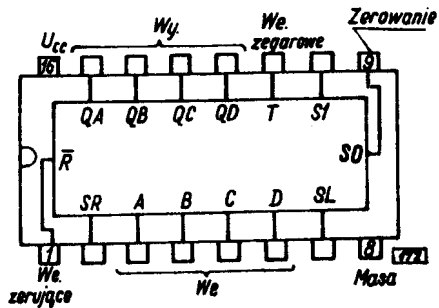 Wy.
We.
zegarowe
Zerowanie
Ucc
16
9
QA QB QC QD T S1
R̅
S0
SR A B C D SL
1
8
172
We.
zerujące
We
Masa